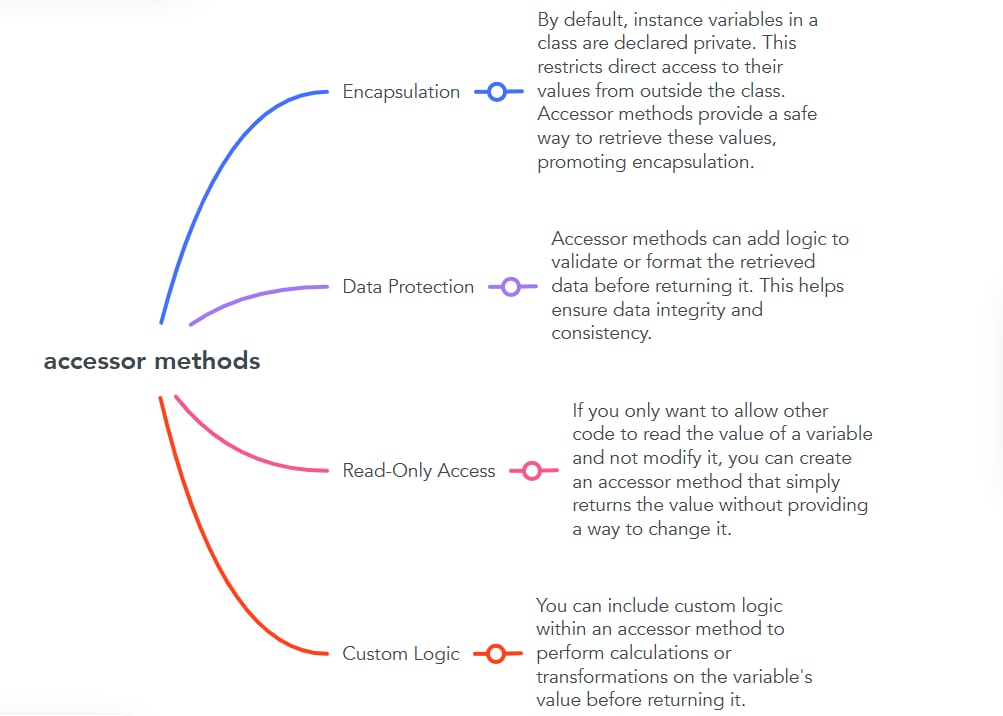 By default, instance variables in a
class are declared private. This
restricts direct access to their
Encapsulation
values from outside the class.
Accessor methods provide a safe
way to retrieve these values,
promoting encapsulation.
Accessor methods can add logic to
validate or format the retrieved
Data Protection
data before returning it. This helps
ensure data integrity and
consistency.
accessor methods
If you only want to allow other
code to read the value of a variable
and not modify it, you can create
Read-Only Access
an accessor method that simply
returns the value without providing
a way to change it.
You can include custom logic
within an accessor method to
Custom Logic
perform calculations or
transformations on the variable's
value before returning it.